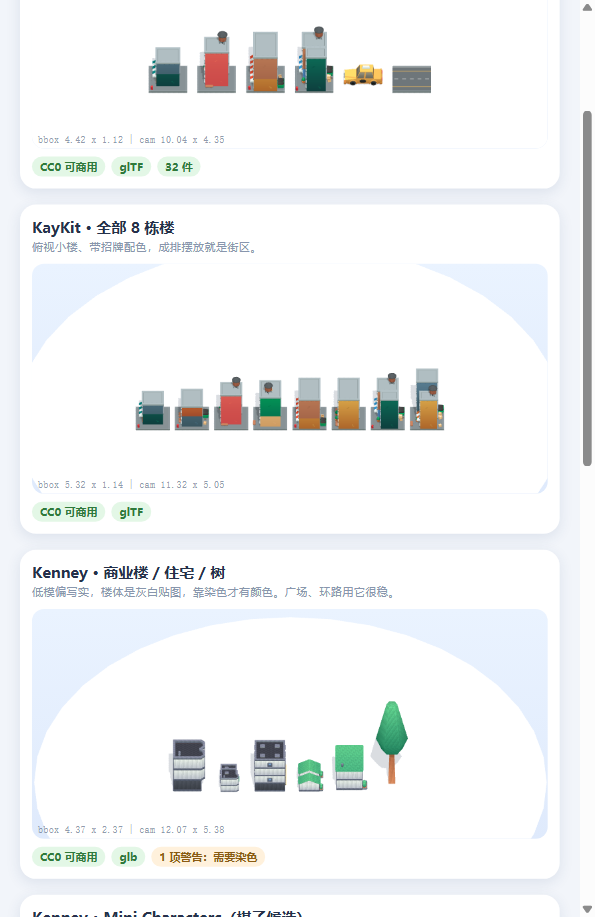 bbox 4.42 x 1.12 | cam 10.04 x 4.35
CC0 可商用 glTF 32 件
KayKit • 全部 8 栋楼
俯视小楼、带招牌配色，成排摆放就是街区。
bbox 5.32 x 1.14 | cam 11.32 x 5.05
CC0 可商用 glTF
Kenney • 商业楼 / 住宅 / 树
低模偏写实，楼体是灰白贴图，靠染色才有颜色。广场、环路用它很稳。
bbox 4.37 x 2.37 | cam 12.07 x 5.38
CC0 可商用 glb 1 顶警告：需要染色
Kenney • Mini Characters（棋子候选）